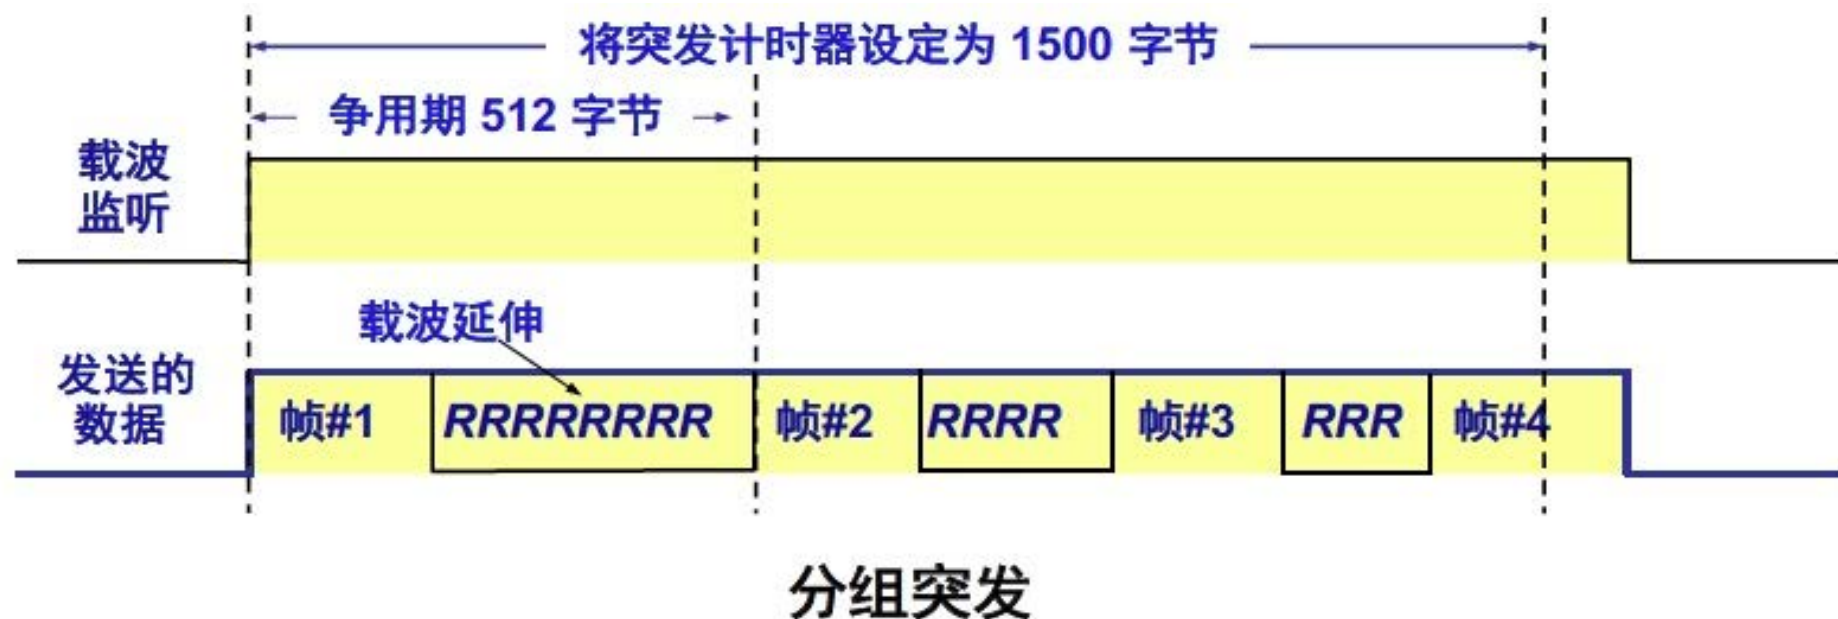 将突发计时器设定为 1500 字节
争用期 512 字节
载波
监听
载波延伸
发送的
数据
帧#1
RRRRRRRR
帧#2
RRRR
帧#3
RRR
帧#4
分组突发